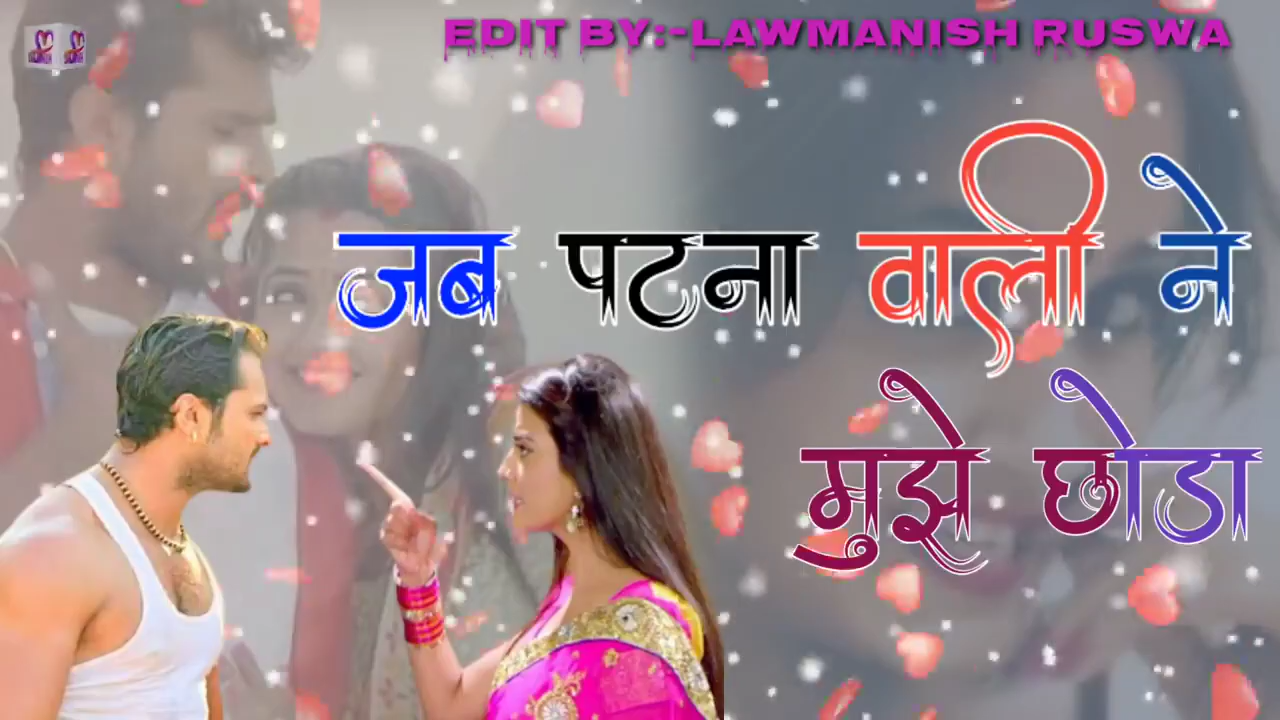 EDIT BY:-LAWMANISH RUSWA
जब पटना वाली ने
मुझे छोडा